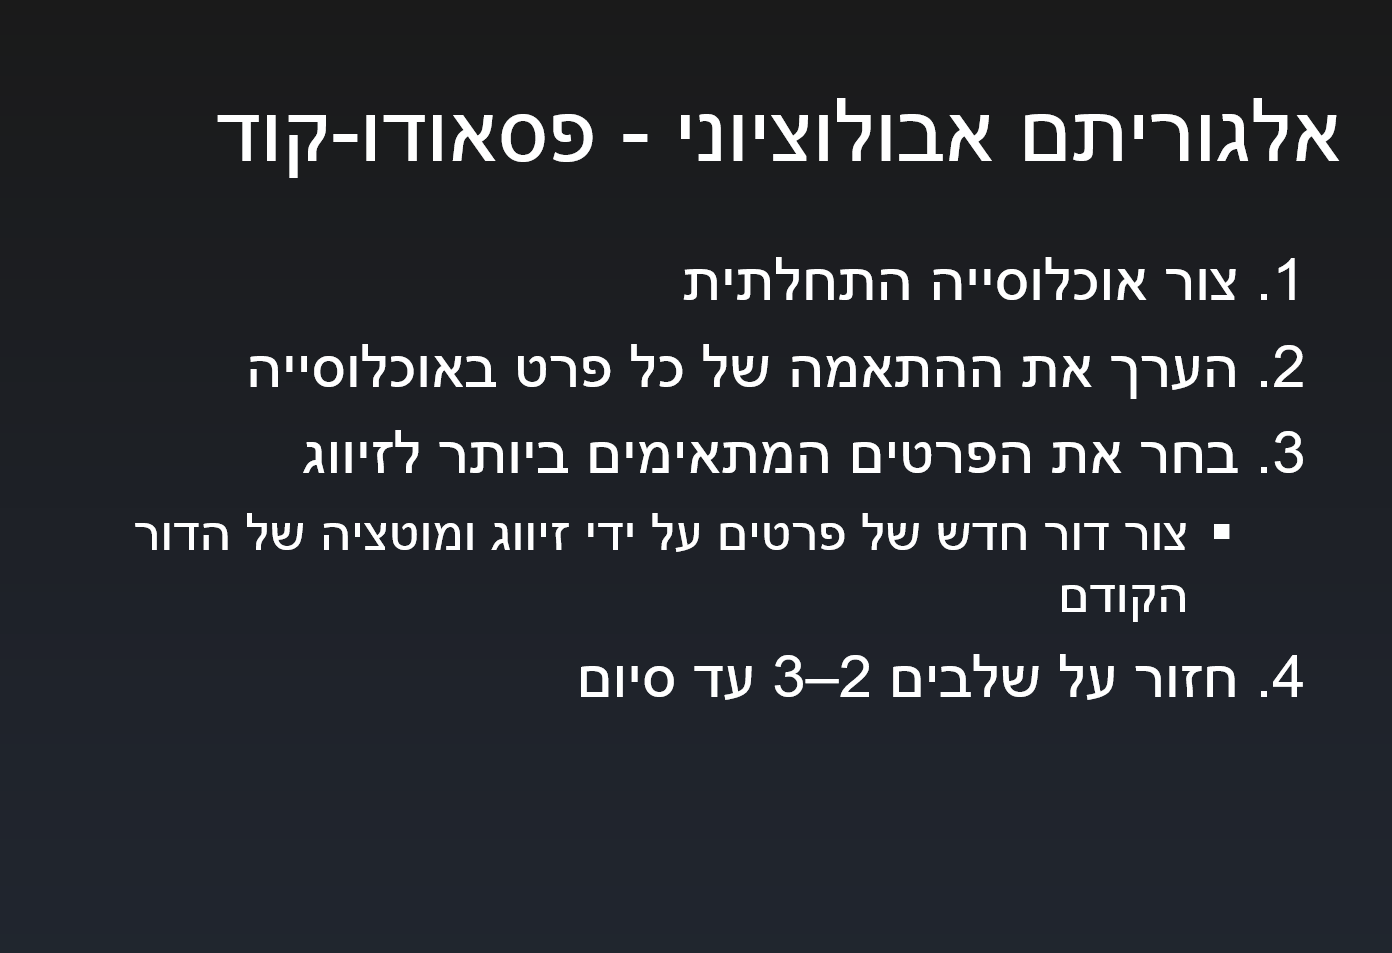 אלגוריתם אבולוציוני - פסאודו-קוד
1. צור אוכלוסייה התחלתית
2. הערך את ההתאמה של כל פרט באוכלוסייה
3. בחר את הפרטים המתאימים ביותר לזיווג
▪ צור דור חדש של פרטים על ידי זיווג ומוטציה של הדור
הקודם
4. חזור על שלבים 2–3 עד סיום